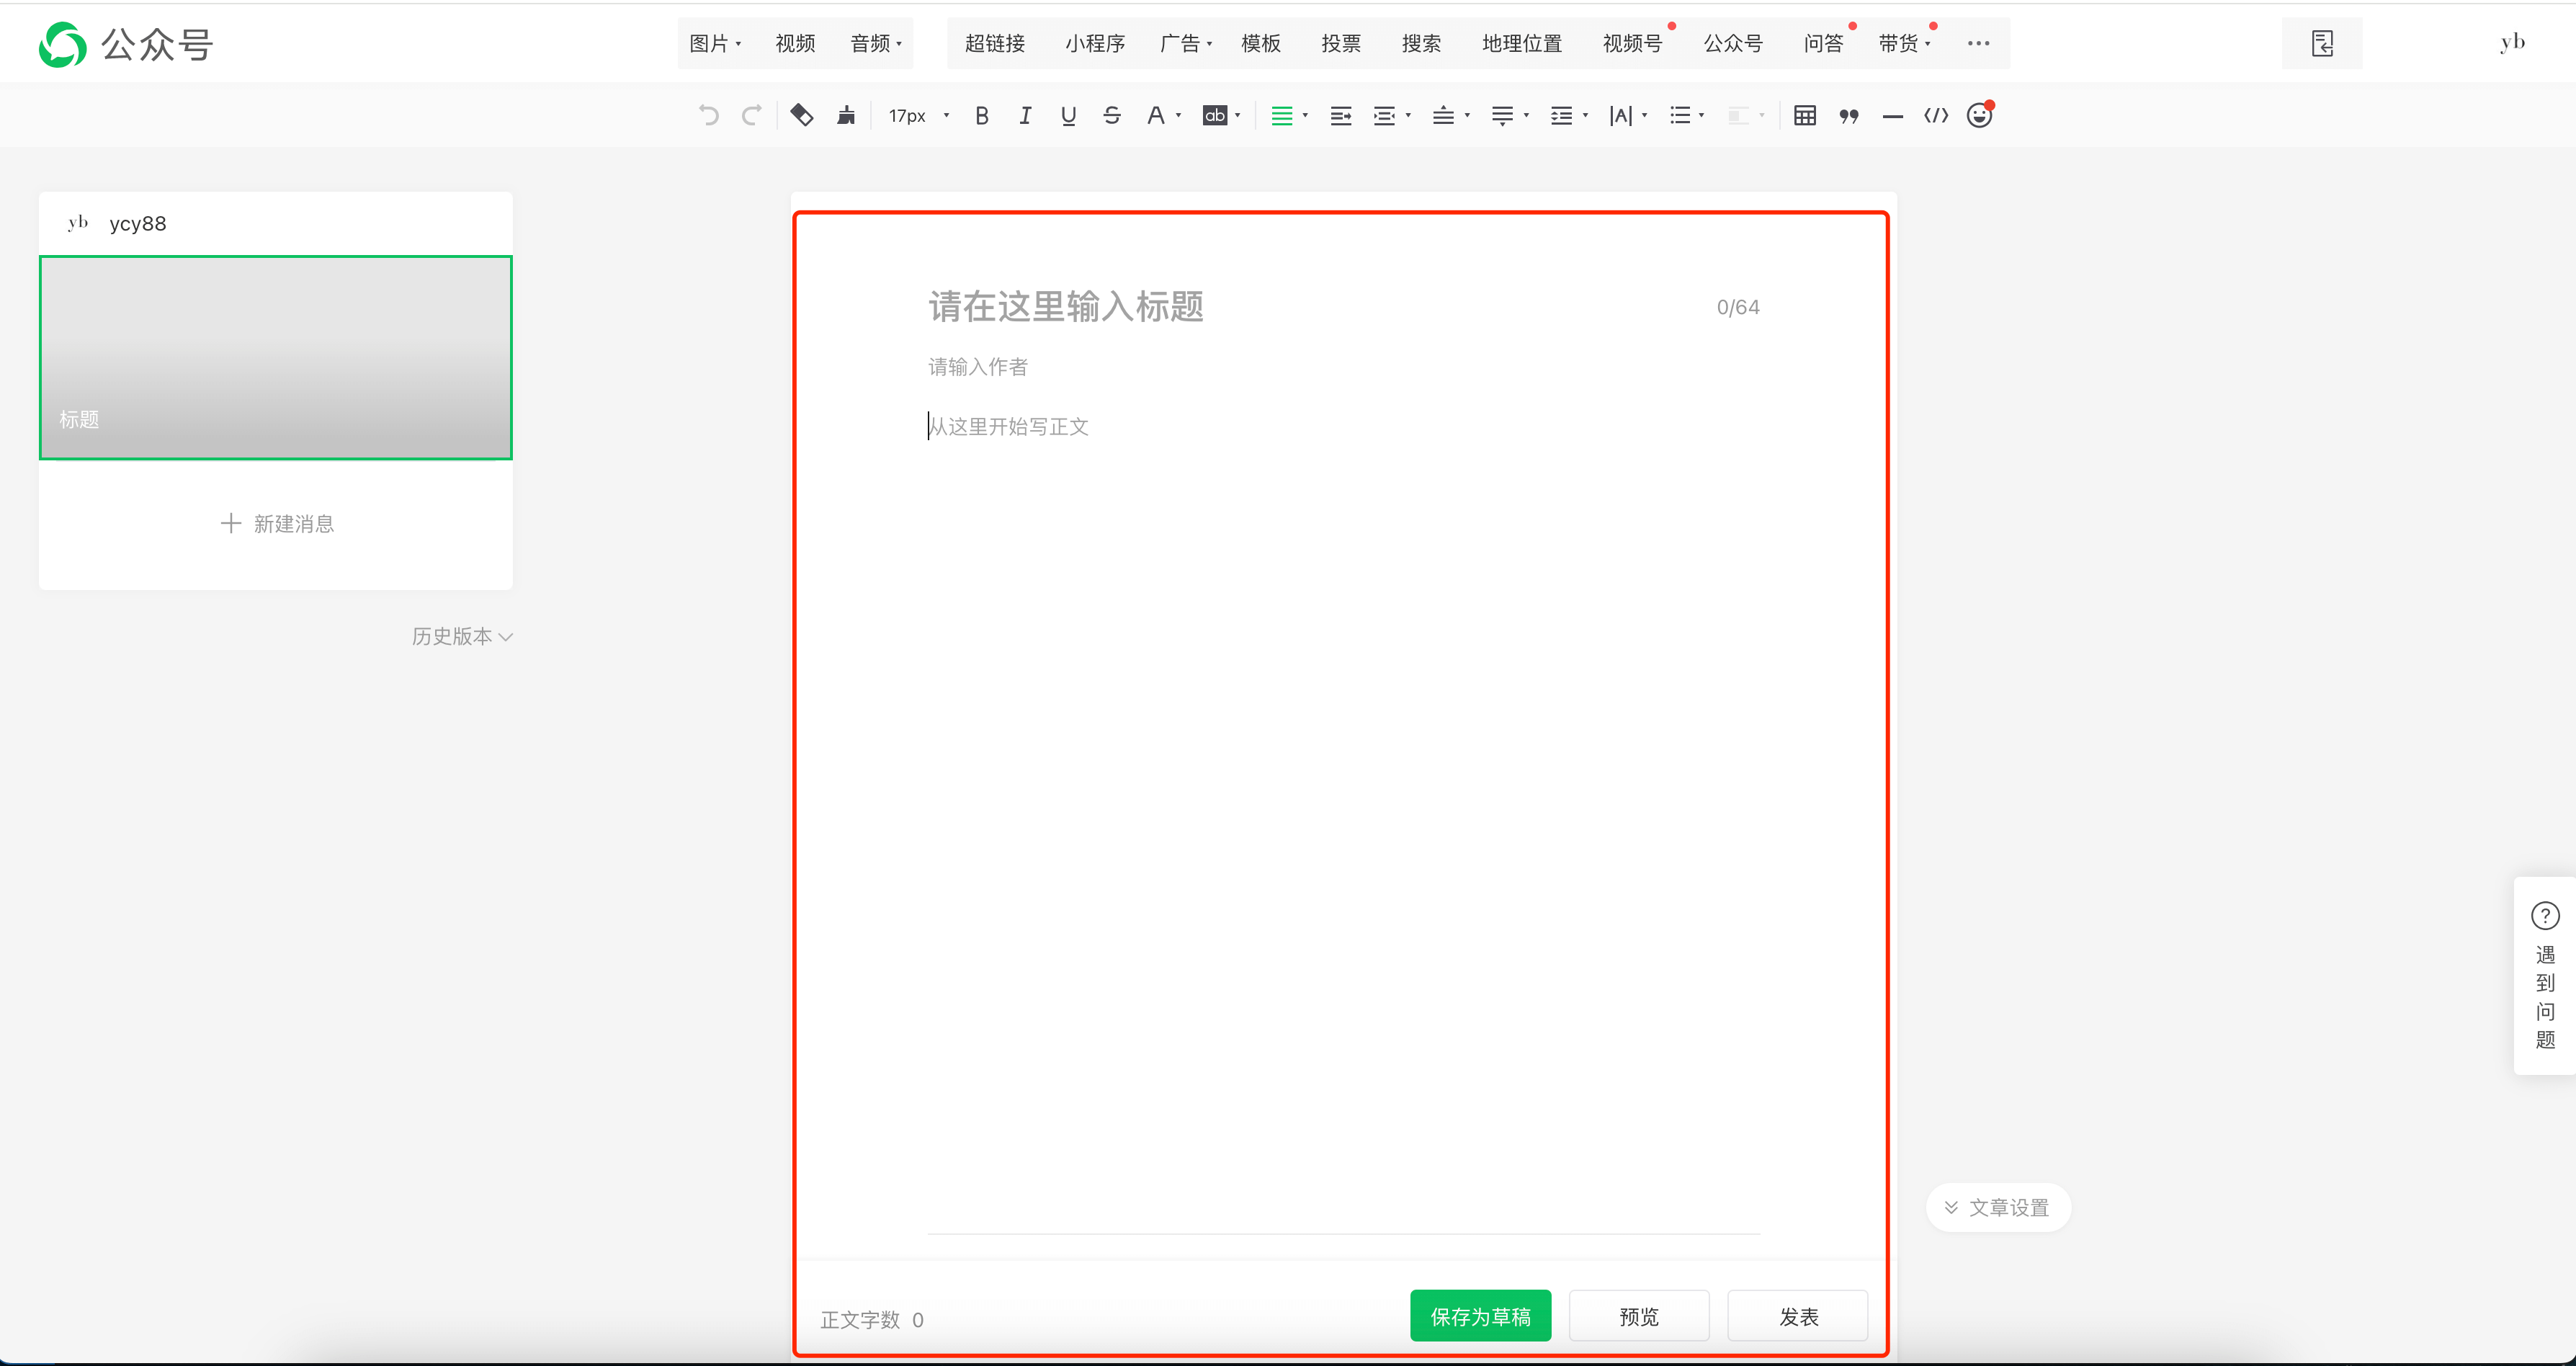 公众号
图片 视频 音频 超链接 小程序 广告 模板 投票 搜索 地理位置 视频号 公众号 问答 带货
yb
17px B I U S A ab |A|
yb ycy88
标题
新建消息
历史版本
请在这里输入标题 0/64
请输入作者
从这里开始写正文
遇到问题
文章设置
正文字数 0
保存为草稿 预览 发表